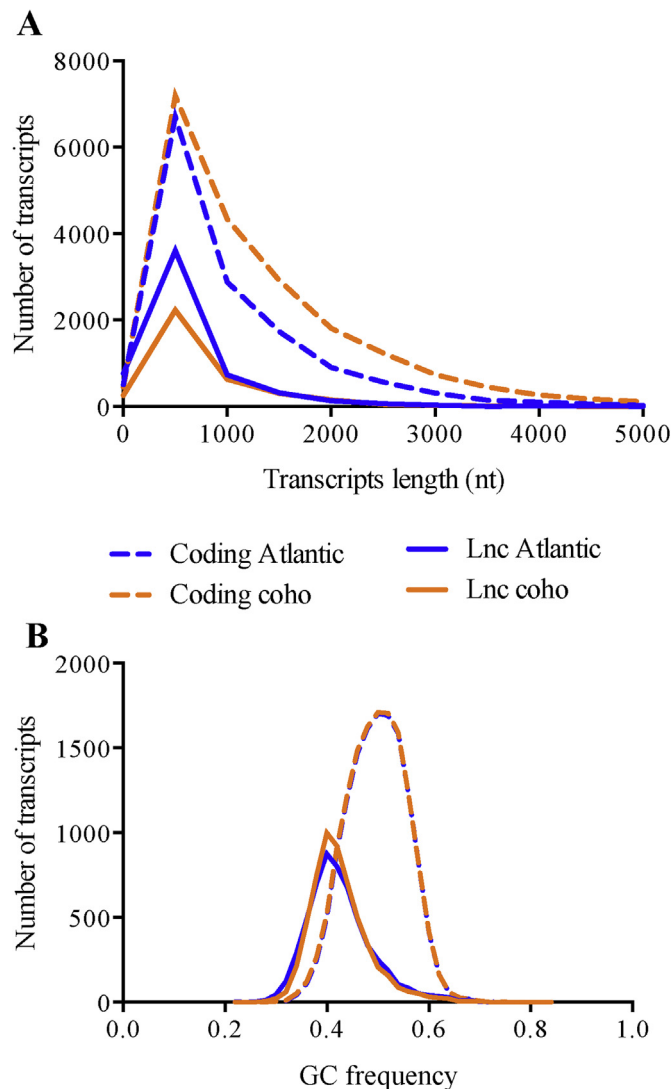 A
8000
6000
4000
2000
0
Number of transcripts
0 1000 2000 3000 4000 5000
Transcripts length (nt)
Coding Atlantic
Lnc Atlantic
Coding coho
Lnc coho
B
2000
1500
1000
500
0
Number of transcripts
0.0 0.2 0.4 0.6 0.8 1.0
GC frequency